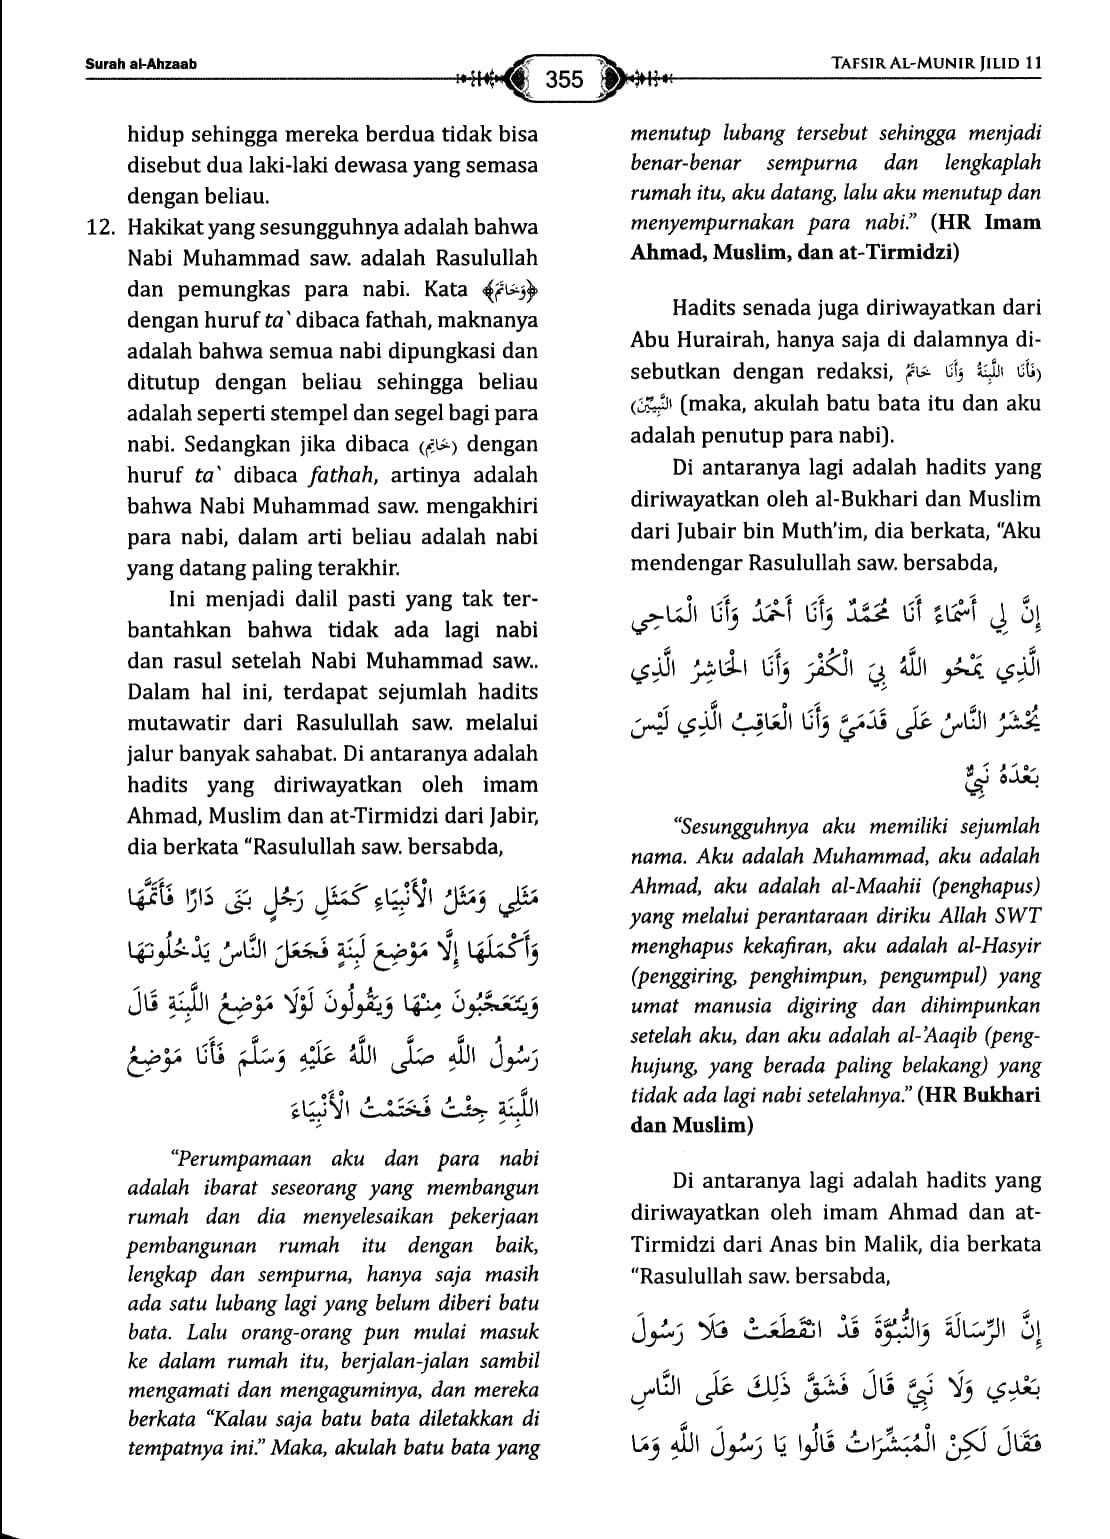 Surah al-Ahzaab
355
TAFSIR AL-MUNIR JILID 11
hidup sehingga mereka berdua tidak bisa
disebut dua laki-laki dewasa yang semasa
dengan beliau.
12. Hakikat yang sesungguhnya adalah bahwa
Nabi Muhammad saw. adalah Rasulullah
dan pemungkas para nabi. Kata ﴿وَخَاتَمَ﴾
dengan huruf ta` dibaca fathah, maknanya
adalah bahwa semua nabi dipungkasi dan
ditutup dengan beliau sehingga beliau
adalah seperti stempel dan segel bagi para
nabi. Sedangkan jika dibaca (خَاتِمَ) dengan
huruf ta` dibaca fathah, artinya adalah
bahwa Nabi Muhammad saw. mengakhiri
para nabi, dalam arti beliau adalah nabi
yang datang paling terakhir.
Ini menjadi dalil pasti yang tak ter-
bantahkan bahwa tidak ada lagi nabi
dan rasul setelah Nabi Muhammad saw..
Dalam hal ini, terdapat sejumlah hadits
mutawatir dari Rasulullah saw. melalui
jalur banyak sahabat. Di antaranya adalah
hadits yang diriwayatkan oleh imam
Ahmad, Muslim dan at-Tirmidzi dari Jabir,
dia berkata “Rasulullah saw. bersabda,
مَثَلِي وَمَثَلُ الْأَنْبِيَاءِ كَمَثَلِ رَجُلٍ بَنَى دَارًا فَأَتَمَّهَا
وَأَكْمَلَهَا إِلَّا مَوْضِعَ لَبِنَةٍ فَجَعَلَ النَّاسُ يَدْخُلُونَهَا
وَيَتَعَجَّبُونَ مِنْهَا وَيَقُولُونَ لَوْلَا مَوْضِعُ اللَّبِنَةِ قَالَ
رَسُولُ اللَّهِ صَلَّى اللَّهُ عَلَيْهِ وَسَلَّمَ فَأَنَا مَوْضِعُ
اللَّبِنَةِ جِئْتُ فَخَتَمْتُ الْأَنْبِيَاءَ
“Perumpamaan aku dan para nabi
adalah ibarat seseorang yang membangun
rumah dan dia menyelesaikan pekerjaan
pembangunan rumah itu dengan baik,
lengkap dan sempurna, hanya saja masih
ada satu lubang lagi yang belum diberi batu
bata. Lalu orang-orang pun mulai masuk
ke dalam rumah itu, berjalan-jalan sambil
mengamati dan mengaguminya, dan mereka
berkata “Kalau saja batu bata diletakkan di
tempatnya ini.” Maka, akulah batu bata yang
menutup lubang tersebut sehingga menjadi
benar-benar sempurna dan lengkaplah
rumah itu, aku datang, lalu aku menutup dan
menyempurnakan para nabi.” (HR Imam
Ahmad, Muslim, dan at-Tirmidzi)
Hadits senada juga diriwayatkan dari
Abu Hurairah, hanya saja di dalamnya di-
sebutkan dengan redaksi, (فَأَنَا اللَّبِنَةُ وَأَنَا خَاتَمُ
النَّبِيِّيْنَ) (maka, akulah batu bata itu dan aku
adalah penutup para nabi).
Di antaranya lagi adalah hadits yang
diriwayatkan oleh al-Bukhari dan Muslim
dari Jubair bin Muth’im, dia berkata, “Aku
mendengar Rasulullah saw. bersabda,
إِنَّ لِي أَسْمَاءً أَنَا مُحَمَّدٌ وَأَنَا أَحْمَدُ وَأَنَا الْمَاحِي
الَّذِي يَمْحُو اللَّهُ بِيَ الْكُفْرَ وَأَنَا الْحَاشِرُ الَّذِي
يُحْشَرُ النَّاسُ عَلَى قَدَمَيَّ وَأَنَا الْعَاقِبُ الَّذِي لَيْسَ
بَعْدَهُ نَبِيٌّ
“Sesungguhnya aku memiliki sejumlah
nama. Aku adalah Muhammad, aku adalah
Ahmad, aku adalah al-Maahii (penghapus)
yang melalui perantaraan diriku Allah SWT
menghapus kekafiran, aku adalah al-Hasyir
(penggiring, penghimpun, pengumpul) yang
umat manusia digiring dan dihimpunkan
setelah aku, dan aku adalah al-’Aaqib (peng-
hujung, yang berada paling belakang) yang
tidak ada lagi nabi setelahnya.” (HR Bukhari
dan Muslim)
Di antaranya lagi adalah hadits yang
diriwayatkan oleh imam Ahmad dan at-
Tirmidzi dari Anas bin Malik, dia berkata
“Rasulullah saw. bersabda,
إِنَّ الرِّسَالَةَ وَالنُّبُوَّةَ قَدْ انْقَطَعَتْ فَلَا رَسُولَ
بَعْدِي وَلَا نَبِيَّ قَالَ فَشَقَّ ذَلِكَ عَلَى النَّاسِ
فَقَالَ لَكِنْ الْمُبَشِّرَاتُ قَالُوا يَا رَسُولَ اللَّهِ وَمَا